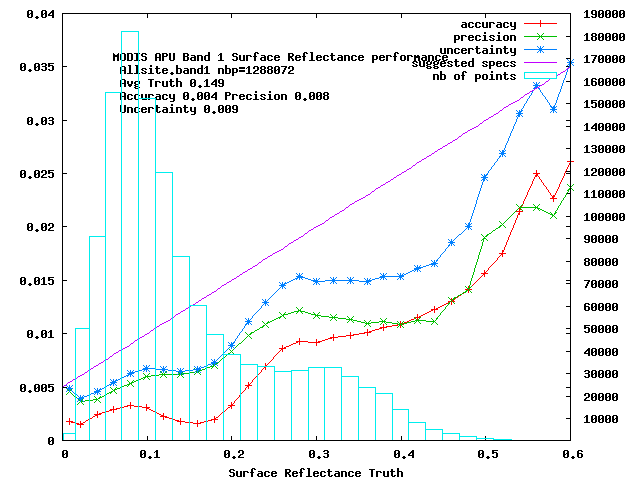 MODIS APU Band 1 Surface Reflectance performance
Allsite.band1 nbp=1288072
Avg Truth 0.149
Accuracy 0.004 Precision 0.008
Uncertainty 0.009
accuracy
precision
uncertainty
suggested specs
nb of points
0.04
0.035
0.03
0.025
0.02
0.015
0.01
0.005
0
190000
180000
170000
160000
150000
140000
130000
120000
110000
100000
90000
80000
70000
60000
50000
40000
30000
20000
10000
0 0.1 0.2 0.3 0.4 0.5 0.6
Surface Reflectance Truth